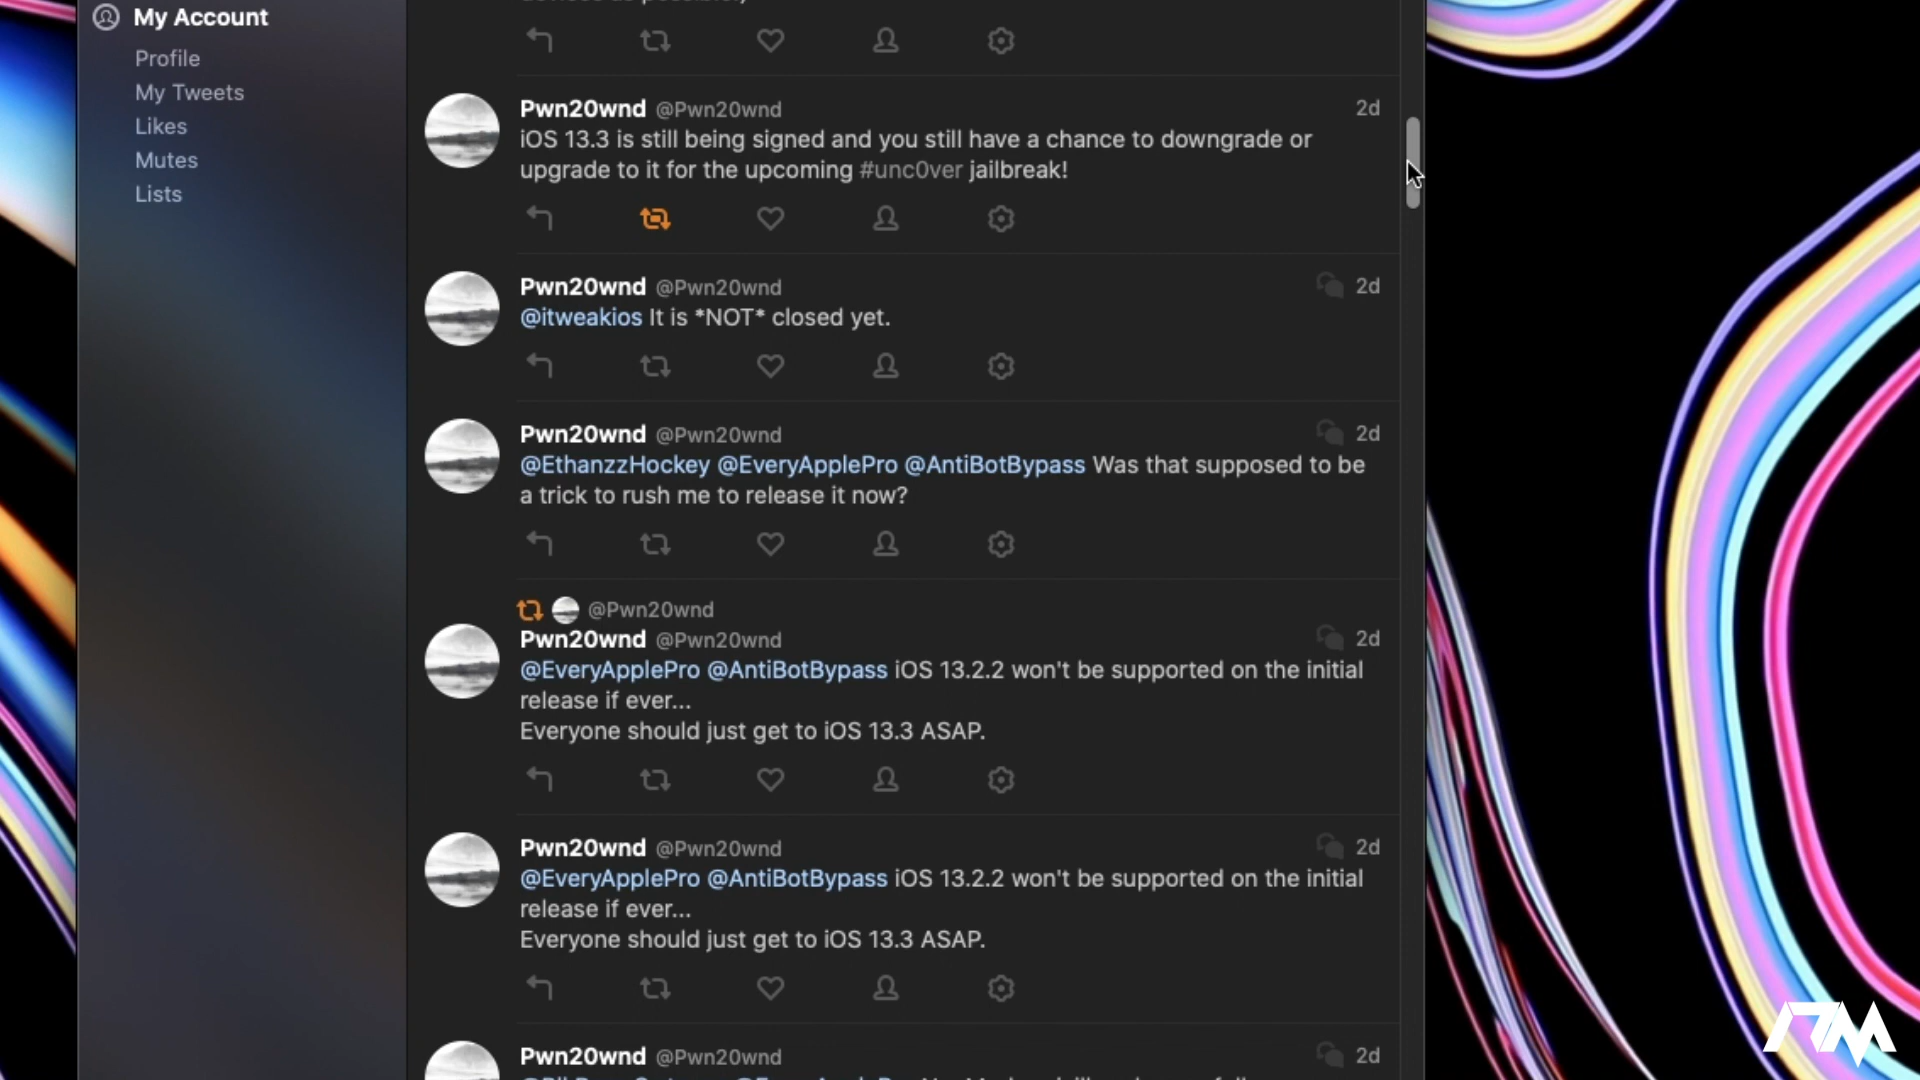 My Account
Profile
My Tweets
Likes
Mutes
Lists
Pwn20wnd @Pwn20wnd 2d
iOS 13.3 is still being signed and you still have a chance to downgrade or
upgrade to it for the upcoming #unc0ver jailbreak!
Pwn20wnd @Pwn20wnd 2d
@itweakios It is *NOT* closed yet.
Pwn20wnd @Pwn20wnd 2d
@EthanzzHockey @EveryApplePro @AntiBotBypass Was that supposed to be
a trick to rush me to release it now?
@Pwn20wnd
Pwn20wnd @Pwn20wnd 2d
@EveryApplePro @AntiBotBypass iOS 13.2.2 won't be supported on the initial
release if ever...
Everyone should just get to iOS 13.3 ASAP.
Pwn20wnd @Pwn20wnd 2d
@EveryApplePro @AntiBotBypass iOS 13.2.2 won't be supported on the initial
release if ever...
Everyone should just get to iOS 13.3 ASAP.
Pwn20wnd @Pwn20wnd 2d